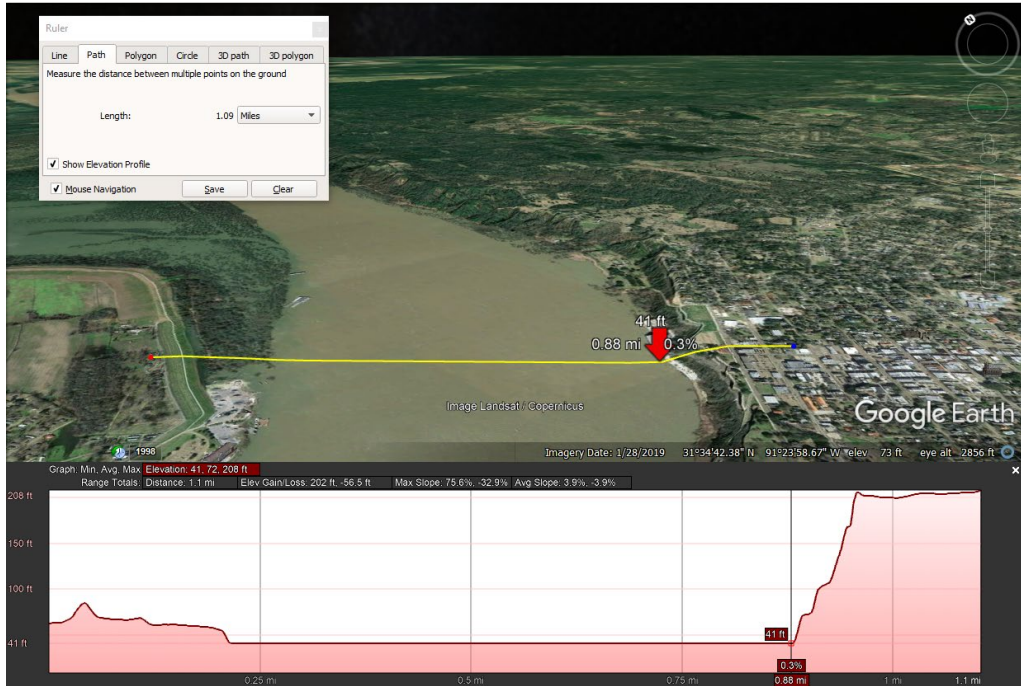 Ruler
Line Path Polygon Circle 3D path 3D polygon
Measure the distance between multiple points on the ground
Length: 1.09 Miles
Show Elevation Profile
Mouse Navigation Save Clear
N
41 ft
0.88 mi 0.3%
Image Landsat / Copernicus
Google Earth
1998
Imagery Date: 1/28/2019 31°34'42.38" N 91°23'58.67" W elev 73 ft eye alt 2856 ft
Graph: Min, Avg, Max Elevation: 41, 72, 208 ft
Range Totals: Distance: 1.1 mi Elev Gain/Loss: 202 ft, -56.5 ft Max Slope: 75.6%, -32.9% Avg Slope: 3.9%, -3.9%
208 ft
150 ft
100 ft
41 ft
41 ft
0.3%
0.25 mi 0.5 mi 0.75 mi 0.88 mi 1 mi 1.1 mi